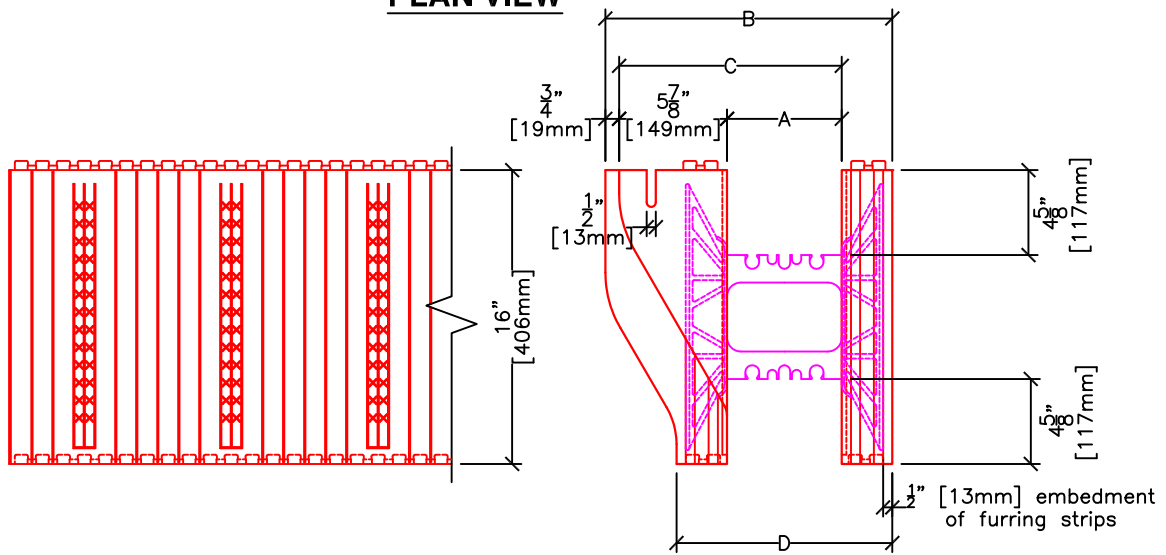 PLAN VIEW
B
C
3/4" [19mm]
5 7/8" [149mm]
A
1/2" [13mm]
4 5/8" [117mm]
16" [406mm]
4 5/8" [117mm]
1/2" [13mm] embedment
of furring strips
D